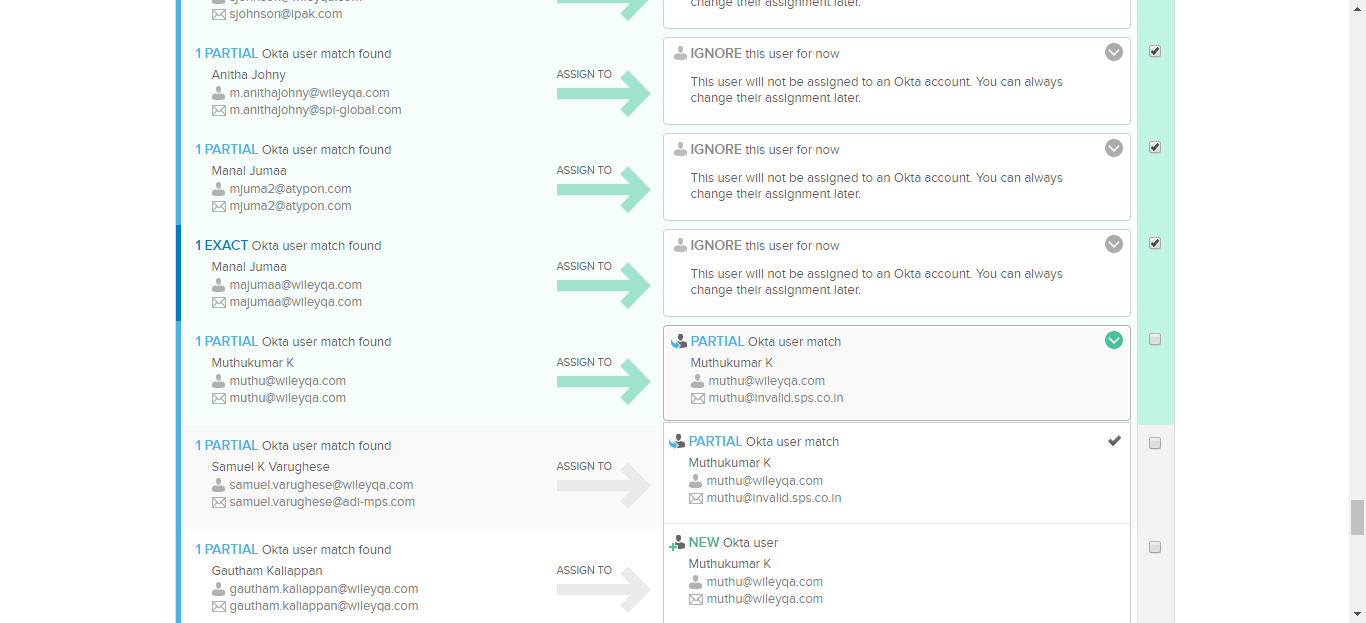 sjohnson@lpak.com
change their assignment later.
1 PARTIAL Okta user match found
Anitha Johny
m.anithajohny@wileyqa.com
m.anithajohny@spi-global.com
ASSIGN TO
IGNORE this user for now
This user will not be assigned to an Okta account. You can always
change their assignment later.
1 PARTIAL Okta user match found
Manal Jumaa
mjuma2@atypon.com
mjuma2@atypon.com
ASSIGN TO
IGNORE this user for now
This user will not be assigned to an Okta account. You can always
change their assignment later.
1 EXACT Okta user match found
Manal Jumaa
majumaa@wileyqa.com
majumaa@wileyqa.com
ASSIGN TO
IGNORE this user for now
This user will not be assigned to an Okta account. You can always
change their assignment later.
1 PARTIAL Okta user match found
Muthukumar K
muthu@wileyqa.com
muthu@wileyqa.com
ASSIGN TO
PARTIAL Okta user match
Muthukumar K
muthu@wileyqa.com
muthu@invalid.sps.co.in
1 PARTIAL Okta user match found
Samuel K Varughese
samuel.varughese@wileyqa.com
samuel.varughese@adi-mps.com
ASSIGN TO
PARTIAL Okta user match
Muthukumar K
muthu@wileyqa.com
muthu@invalid.sps.co.in
1 PARTIAL Okta user match found
Gautham Kaliappan
gautham.kaliappan@wileyqa.com
gautham.kaliappan@wileyqa.com
ASSIGN TO
NEW Okta user
Muthukumar K
muthu@wileyqa.com
muthu@wileyqa.com